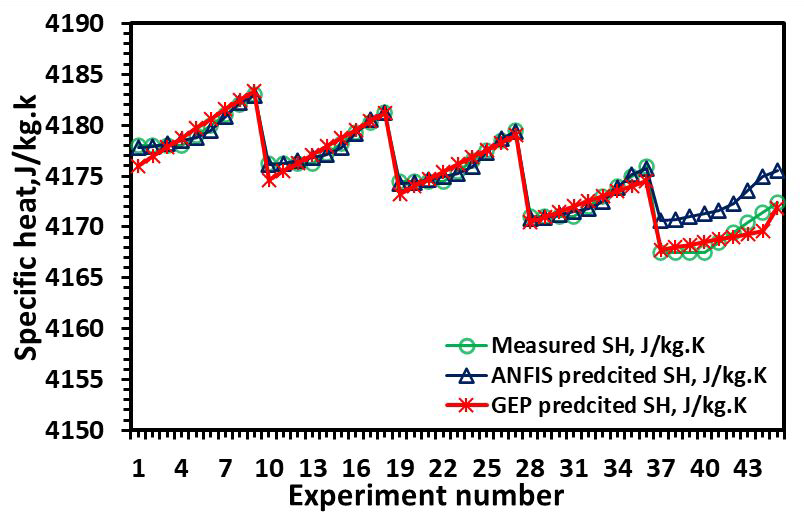 4190
4185
4180
4175
4170
4165
4160
4155
4150
Specific heat,J/kg.k
Measured SH, J/kg.K
ANFIS predcited SH, J/kg.K
GEP predcited SH, J/kg.K
1 4 7 10 13 16 19 22 25 28 31 34 37 40 43
Experiment number